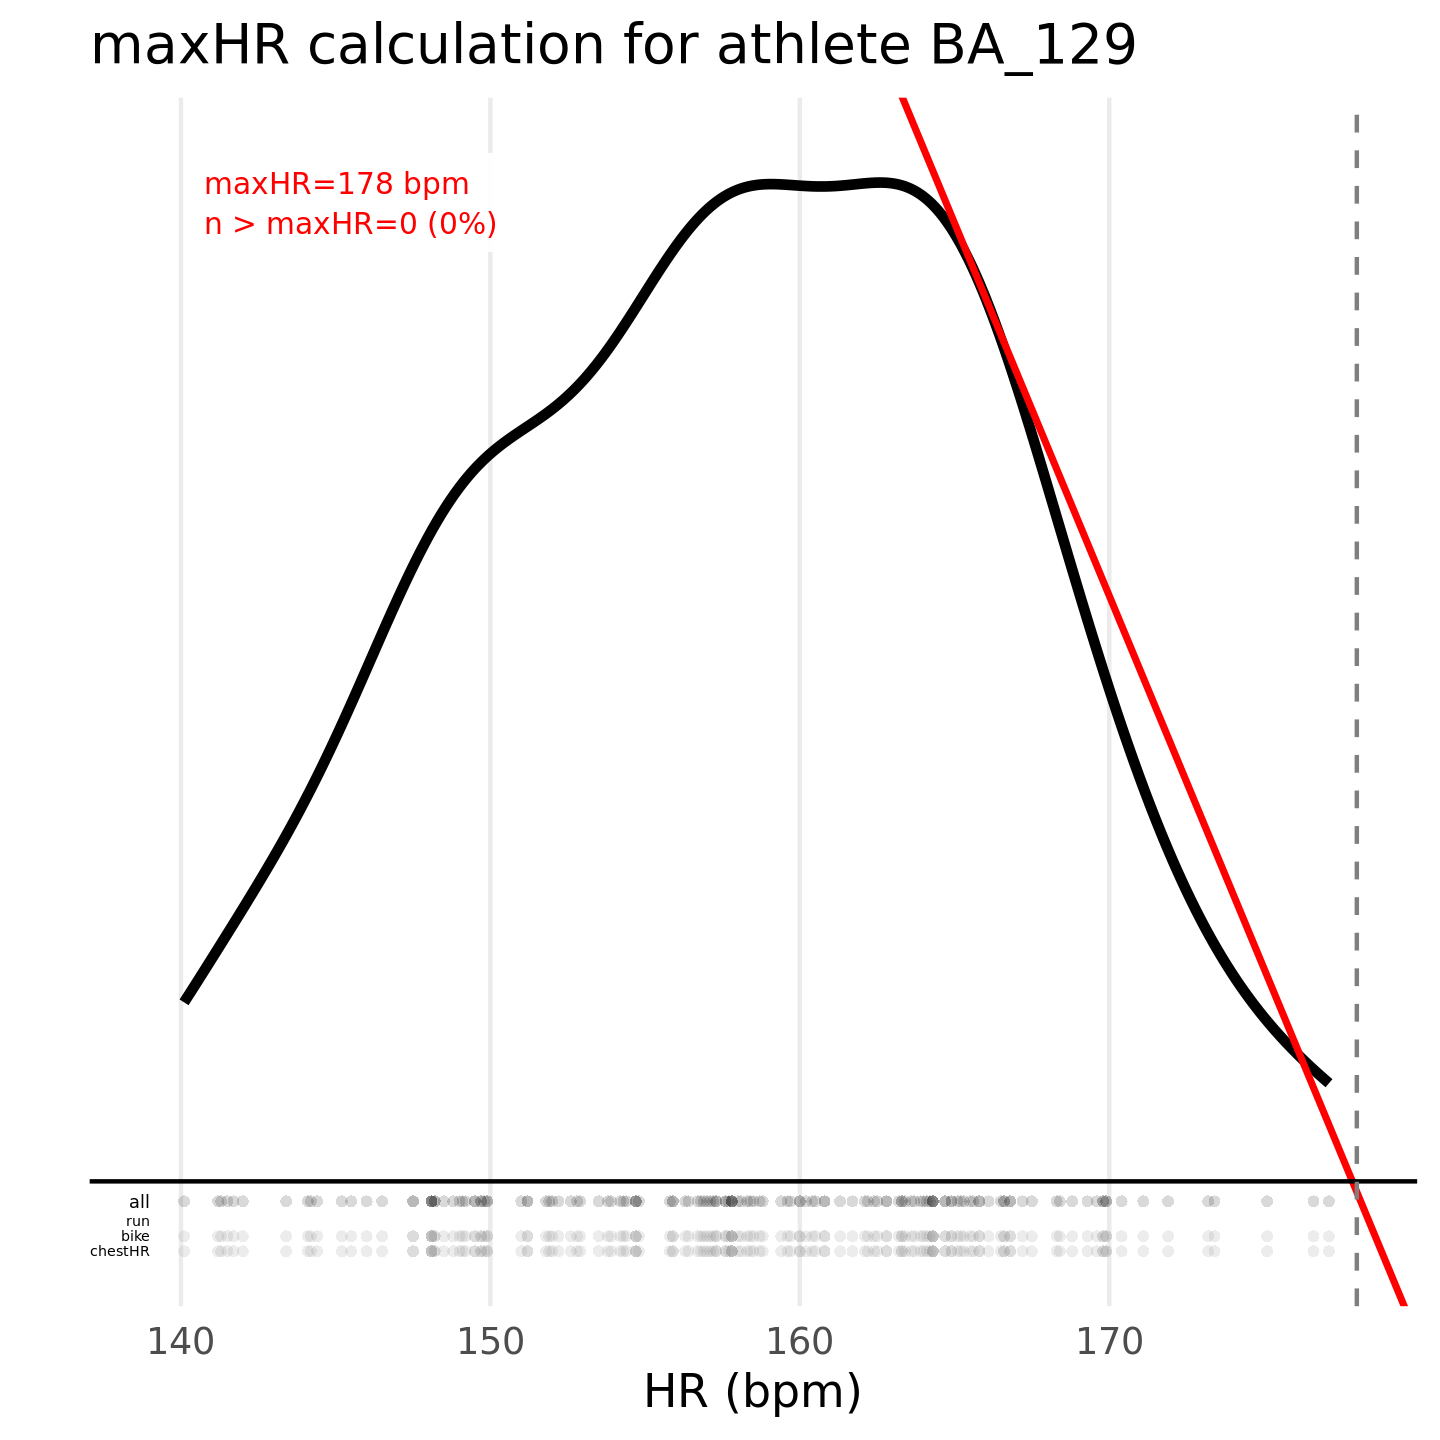 maxHR calculation for athlete BA_129
maxHR=178 bpm
n > maxHR=0 (0%)
all
run
bike
chestHR
140 150 160 170
HR (bpm)